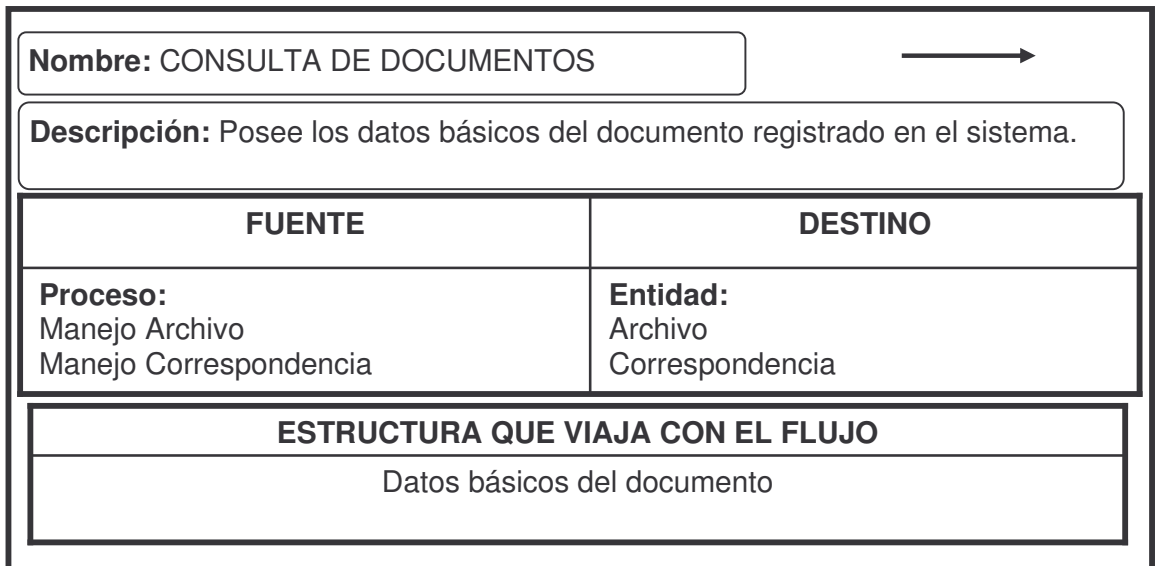 Nombre: CONSULTA DE DOCUMENTOS
Descripción: Posee los datos básicos del documento registrado en el sistema.
FUENTE
DESTINO
Proceso:
Manejo Archivo
Manejo Correspondencia
Entidad:
Archivo
Correspondencia
ESTRUCTURA QUE VIAJA CON EL FLUJO
Datos básicos del documento